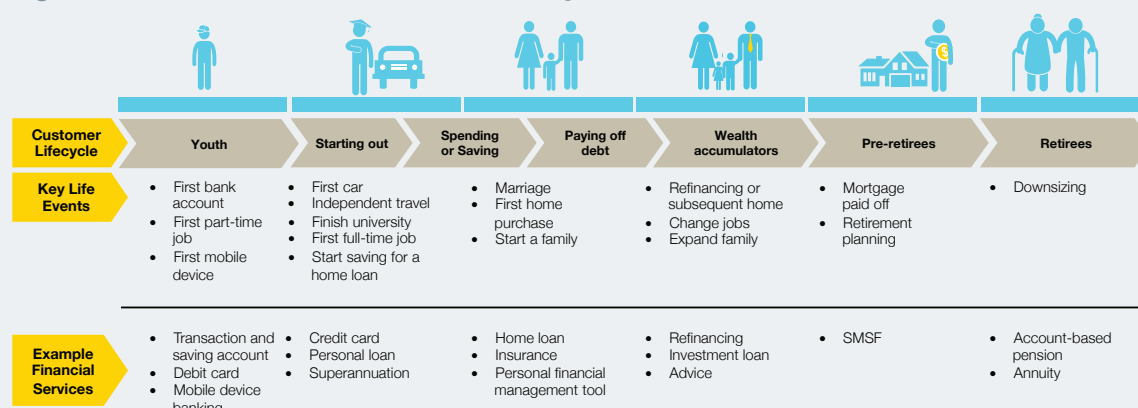 Customer
Lifecycle
Youth
Starting out
Spending
or Saving
Paying off
debt
Wealth
accumulators
Pre-retirees
Retirees
Key Life
Events
• First bank
account
• First part-time
job
• First mobile
device
• First car
• Independent travel
• Finish university
• First full-time job
• Start saving for a
home loan
• Marriage
• First home
purchase
• Start a family
• Refinancing or
subsequent home
• Change jobs
• Expand family
• Mortgage
paid off
• Retirement
planning
• Downsizing
Example
Financial
Services
• Transaction and
saving account
• Debit card
• Mobile device
banking
• Credit card
• Personal loan
• Superannuation
• Home loan
• Insurance
• Personal financial
management tool
• Refinancing
• Investment loan
• Advice
• SMSF
• Account-based
pension
• Annuity
$